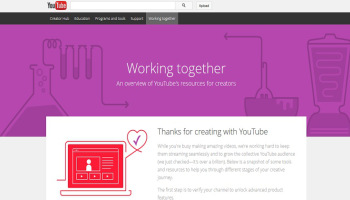 YouTube
Upload
Creator Hub Education Programs and tools Support Working together
Working together
An overview of YouTube's resources for creators
Thanks for creating with YouTube
While you're busy making amazing videos, we're working hard to keep
them streaming seamlessly and to give the collective YouTube audience
(we just checked—it's over a billion). Below is a snapshot of some tools
and resources to help you through different stages of your creative
journey.
The first step is to verify your channel to unlock advanced product
features.